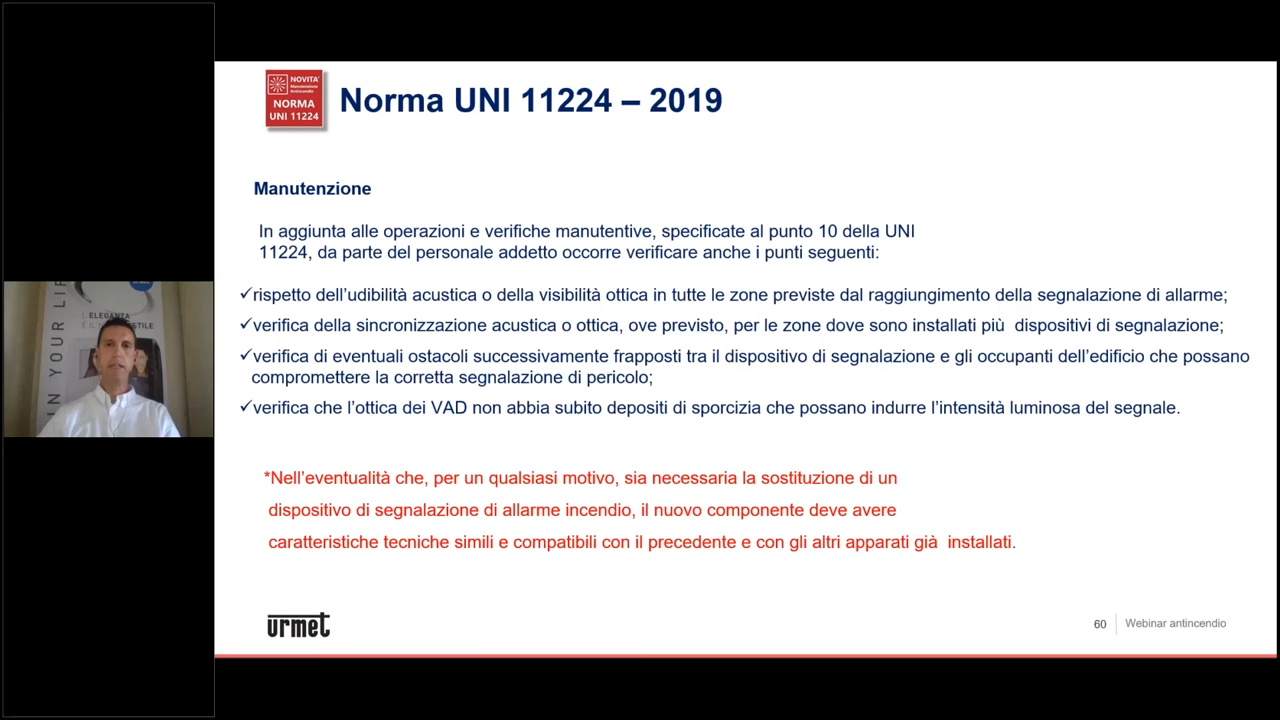 NOVITA'
Manutenzione
Antincendio
NORMA
UNI 11224
Norma UNI 11224 – 2019
Manutenzione
In aggiunta alle operazioni e verifiche manutentive, specificate al punto 10 della UNI
11224, da parte del personale addetto occorre verificare anche i punti seguenti:
✓rispetto dell'udibilità acustica o della visibilità ottica in tutte le zone previste dal raggiungimento della segnalazione di allarme;
✓verifica della sincronizzazione acustica o ottica, ove previsto, per le zone dove sono installati più dispositivi di segnalazione;
✓verifica di eventuali ostacoli successivamente frapposti tra il dispositivo di segnalazione e gli occupanti dell'edificio che possano
compromettere la corretta segnalazione di pericolo;
✓verifica che l'ottica dei VAD non abbia subito depositi di sporcizia che possano indurre l'intensità luminosa del segnale.
*Nell'eventualità che, per un qualsiasi motivo, sia necessaria la sostituzione di un
dispositivo di segnalazione di allarme incendio, il nuovo componente deve avere
caratteristiche tecniche simili e compatibili con il precedente e con gli altri apparati già installati.
urmet
60
Webinar antincendio
IN YOUR LIF
L'ELEGANZA